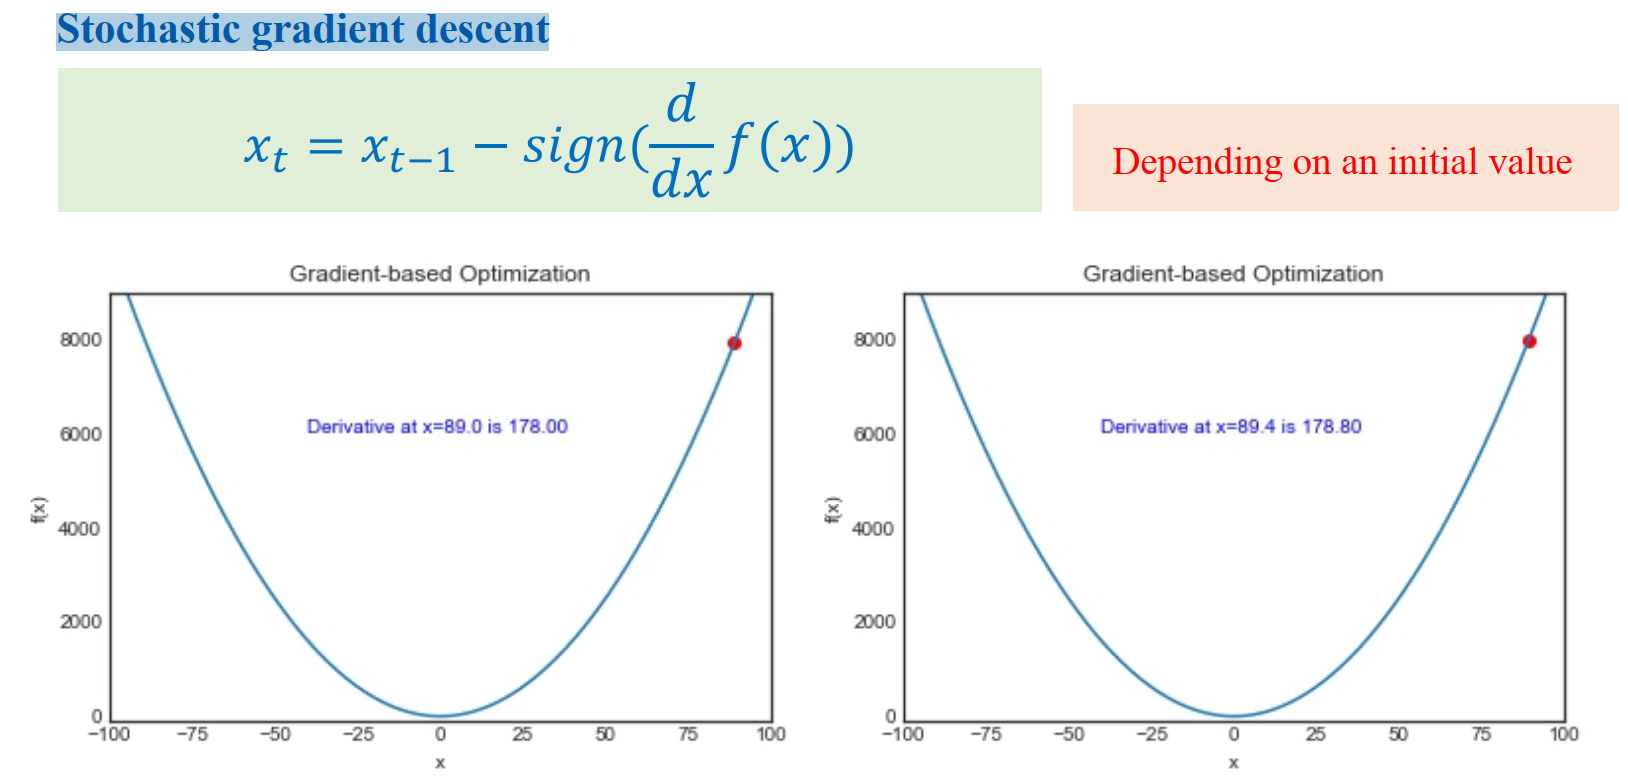 Stochastic gradient descent
x_t = x_{t−1} − sign(d/dx f(x))
Depending on an initial value
Gradient-based Optimization
8000
6000
4000
2000
0
f(x)
Derivative at x=89.0 is 178.00
−100 −75 −50 −25 0 25 50 75 100
x
Gradient-based Optimization
8000
6000
4000
2000
0
f(x)
Derivative at x=89.4 is 178.80
−100 −75 −50 −25 0 25 50 75 100
x